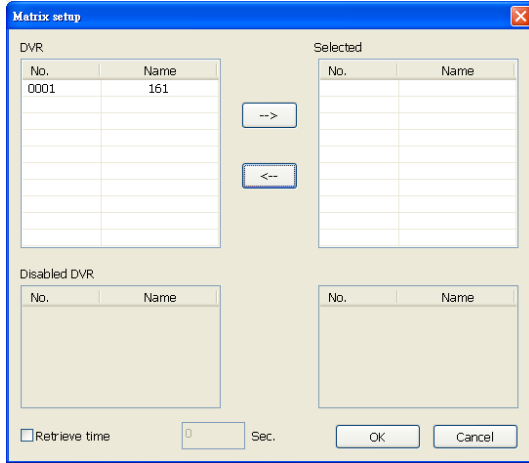 Matrix setup
DVR Selected
No. Name No. Name
0001 161
-->
<--
Disabled DVR
No. Name No. Name
Retrieve time 0 Sec. OK Cancel